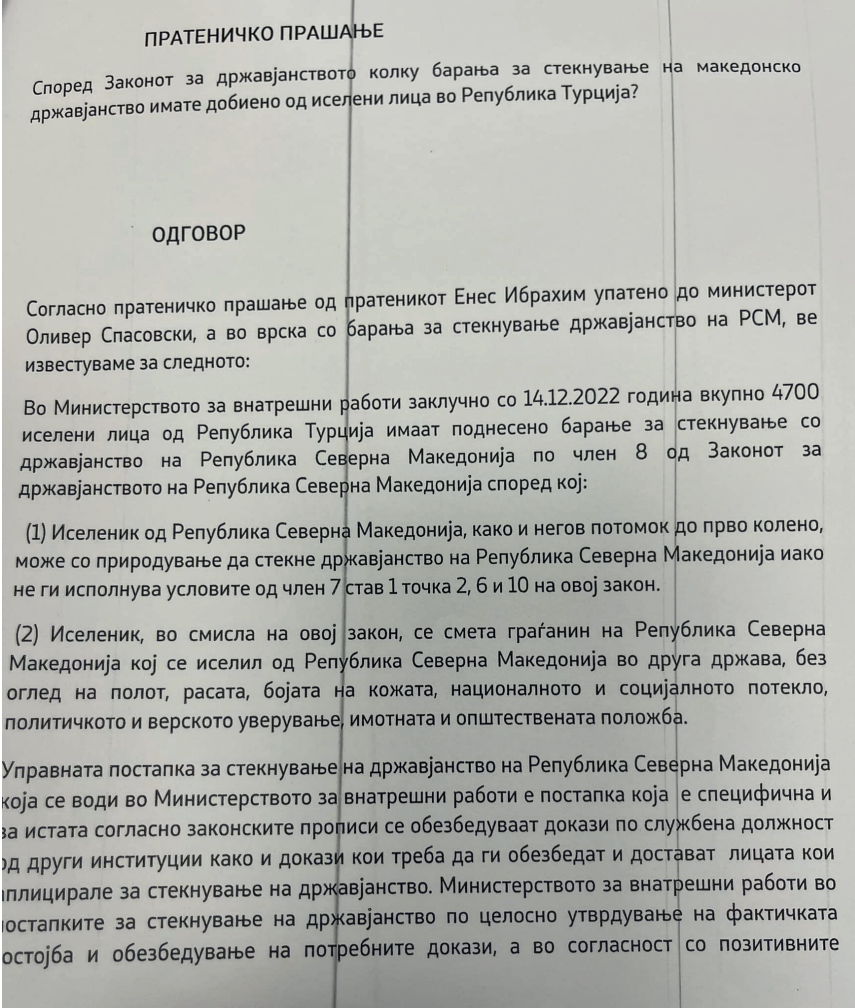 ПРАТЕНИЧКО ПРАШАЊЕ
Според Законот за државјанството колку барања за стекнување на македонско
државјанство имате добиено од иселени лица во Република Турција?
ОДГОВОР
Согласно пратеничко прашање од пратеникот Енес Ибрахим упатено до министерот
Оливер Спасовски, а во врска со барања за стекнување државјанство на РСМ, ве
известуваме за следното:
Во Министерството за внатрешни работи заклучно со 14.12.2022 година вкупно 4700
иселени лица од Република Турција имаат поднесено барање за стекнување со
државјанство на Република Северна Македонија по член 8 од Законот за
државјанството на Република Северна Македонија според кој:
(1) Иселеник од Република Северна Македонија, како и негов потомок до прво колено,
може со природување да стекне државјанство на Република Северна Македонија иако
не ги исполнува условите од член 7 став 1 точка 2, 6 и 10 на овој закон.
(2) Иселеник, во смисла на овој закон, се смета граѓанин на Република Северна
Македонија кој се иселил од Република Северна Македонија во друга држава, без
оглед на полот, расата, бојата на кожата, националното и социјалното потекло,
политичкото и верското уверување, имотната и општествената положба.
Управната постапка за стекнување на државјанство на Република Северна Македонија
која се води во Министерството за внатрешни работи е постапка која е специфична и
за истата согласно законските прописи се обезбедуваат докази по службена должност
од други институции како и докази кои треба да ги обезбедат и достават лицата кои
аплицирале за стекнување на државјанство. Министерството за внатрешни работи во
постапките за стекнување на државјанство по целосно утврдување на фактичката
остојба и обезбедување на потребните докази, а во согласност со позитивните